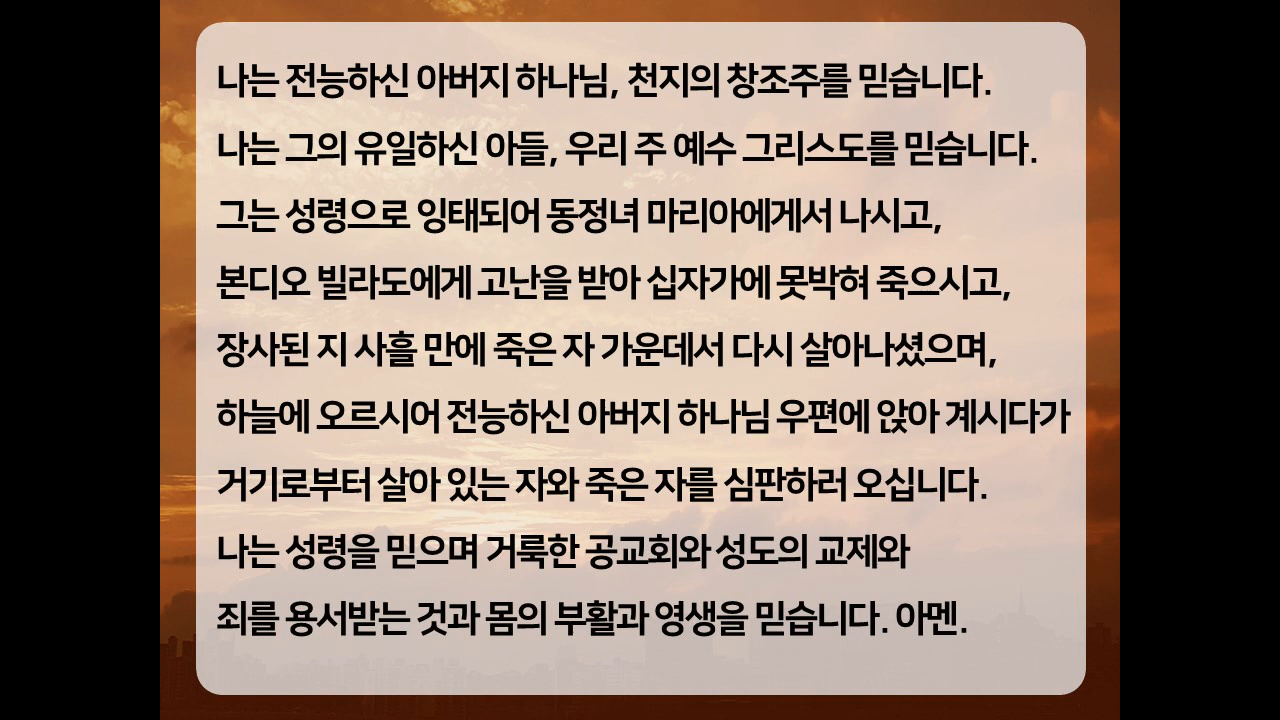 나는 전능하신 아버지 하나님, 천지의 창조주를 믿습니다.
나는 그의 유일하신 아들, 우리 주 예수 그리스도를 믿습니다.
그는 성령으로 잉태되어 동정녀 마리아에게서 나시고,
본디오 빌라도에게 고난을 받아 십자가에 못박혀 죽으시고,
장사된 지 사흘 만에 죽은 자 가운데서 다시 살아나셨으며,
하늘에 오르시어 전능하신 아버지 하나님 우편에 앉아 계시다가
거기로부터 살아 있는 자와 죽은 자를 심판하러 오십니다.
나는 성령을 믿으며 거룩한 공교회와 성도의 교제와
죄를 용서받는 것과 몸의 부활과 영생을 믿습니다. 아멘.